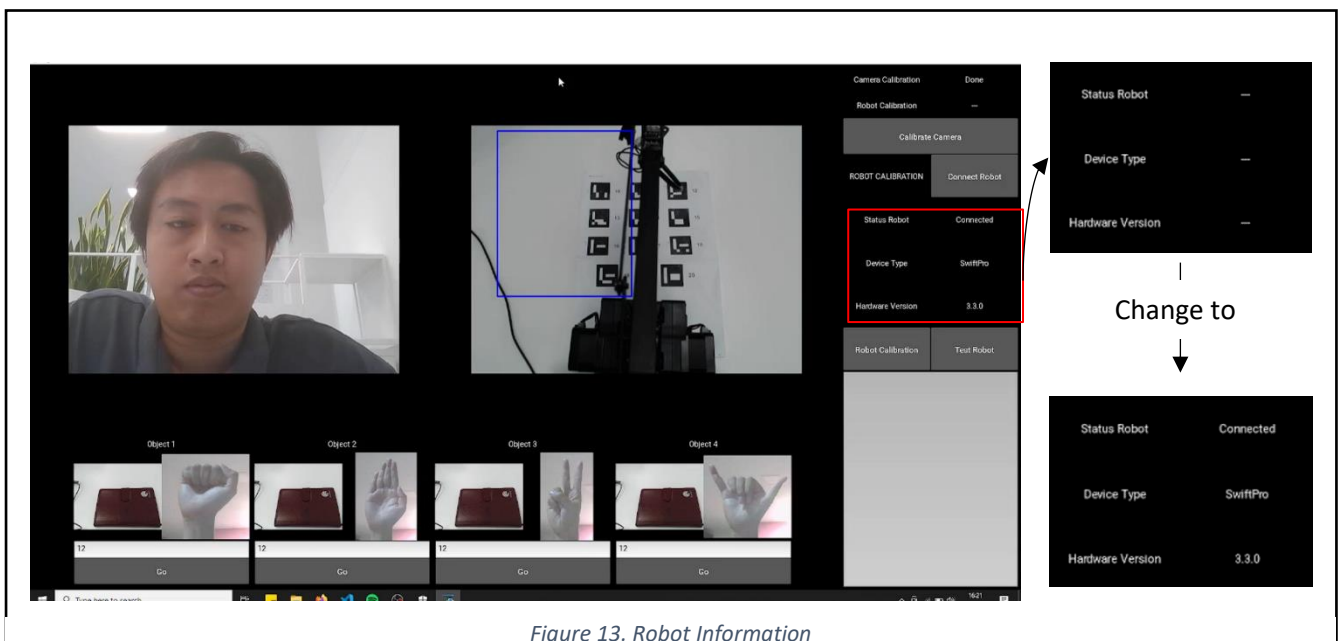 Camera Calibration Done
Robot Calibration —
Calibrate Camera
ROBOT CALIBRATION Connect Robot
Status Robot Connected
Device Type SwiftPro
Hardware Version 3.3.0
Robot Calibration Test Robot
Object 1 Object 2 Object 3 Object 4
12 12 12 12
Go Go Go Go
Type here to search
16:21
Status Robot —
Device Type —
Hardware Version —
Change to
Status Robot Connected
Device Type SwiftPro
Hardware Version 3.3.0
Figure 13. Robot Information